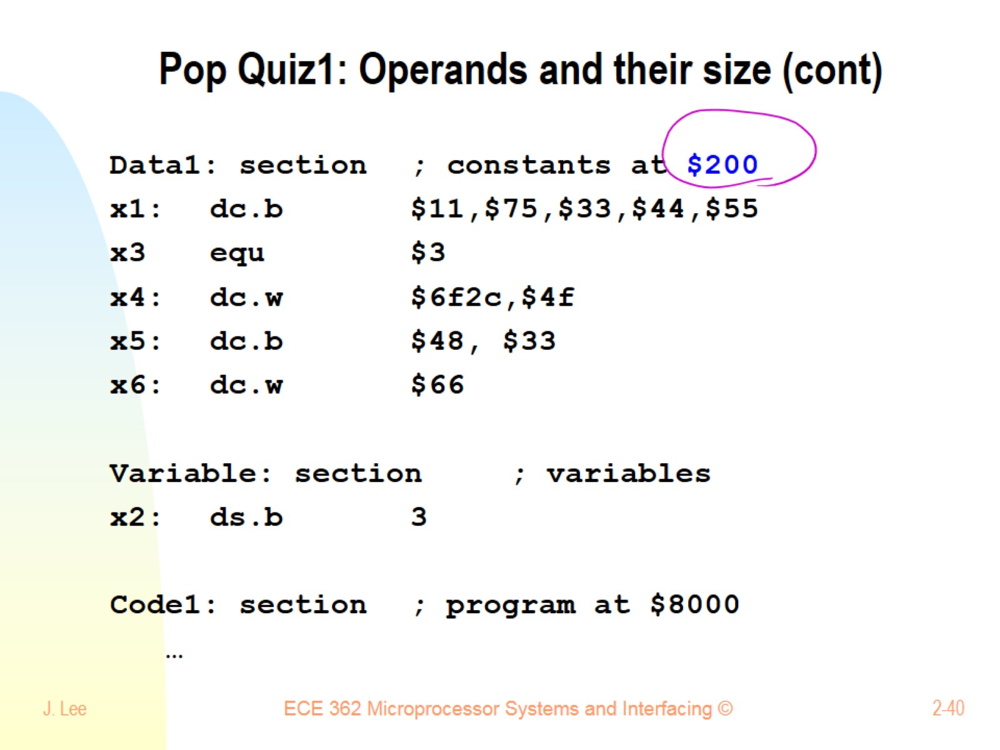 Pop Quiz1: Operands and their size (cont)
Data1: section ; constants at $200
x1: dc.b $11,$75,$33,$44,$55
x3 equ $3
x4: dc.w $6f2c,$4f
x5: dc.b $48, $33
x6: dc.w $66
Variable: section ; variables
x2: ds.b 3
Code1: section ; program at $8000
…
J. Lee ECE 362 Microprocessor Systems and Interfacing © 2-40